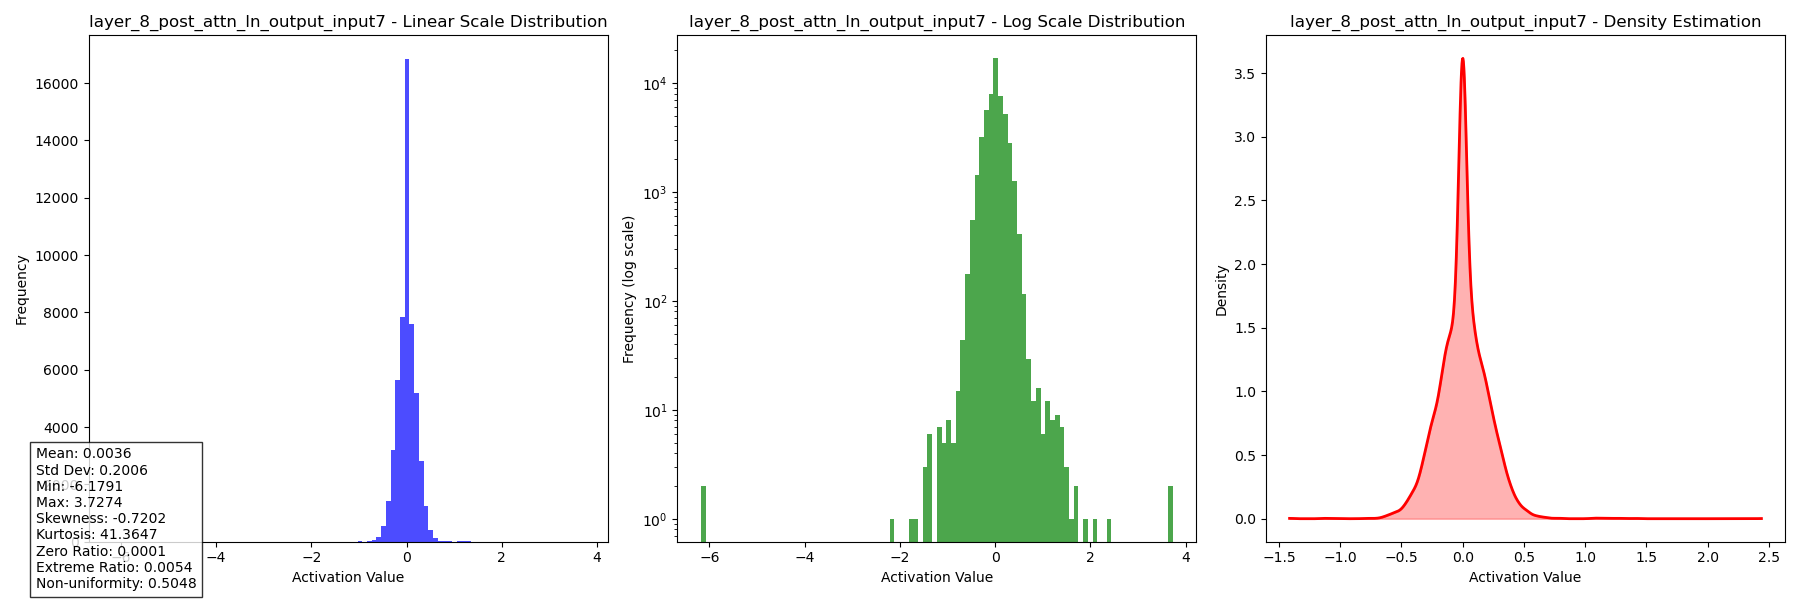 layer_8_post_attn_ln_output_input7 - Linear Scale Distribution
16000
14000
12000
10000
8000
6000
4000
Frequency
−4
−2
0
2
4
Activation Value
Mean: 0.0036
Std Dev: 0.2006
Min: -6.1791
Max: 3.7274
Skewness: -0.7202
Kurtosis: 41.3647
Zero Ratio: 0.0001
Extreme Ratio: 0.0054
Non-uniformity: 0.5048
layer_8_post_attn_ln_output_input7 - Log Scale Distribution
10⁴
10³
10²
10¹
10⁰
Frequency (log scale)
−6
−4
−2
0
2
4
Activation Value
layer_8_post_attn_ln_output_input7 - Density Estimation
3.5
3.0
2.5
2.0
1.5
1.0
0.5
0.0
Density
−1.5
−1.0
−0.5
0.0
0.5
1.0
1.5
2.0
2.5
Activation Value